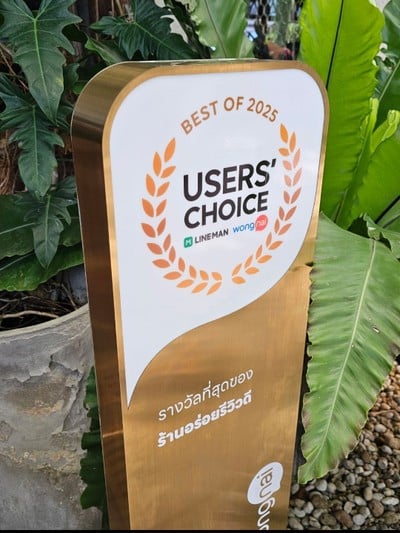 BEST OF 2025
USERS'
CHOICE
LINEMAN wongnai
รางวัลที่สุดของ
ร้านอร่อยรีวิวดี